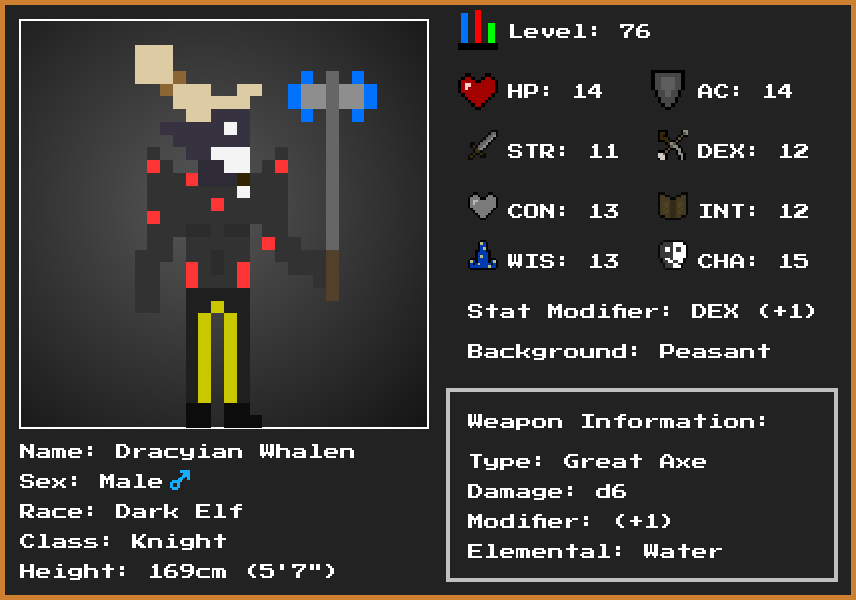 Level: 76
HP: 14
AC: 14
STR: 11
DEX: 12
CON: 13
INT: 12
WIS: 13
CHA: 15
Stat Modifier: DEX (+1)
Background: Peasant
Weapon Information:
Type: Great Axe
Damage: d6
Modifier: (+1)
Elemental: Water
Name: Dracyian Whalen
Sex: Male♂
Race: Dark Elf
Class: Knight
Height: 169cm (5'7")